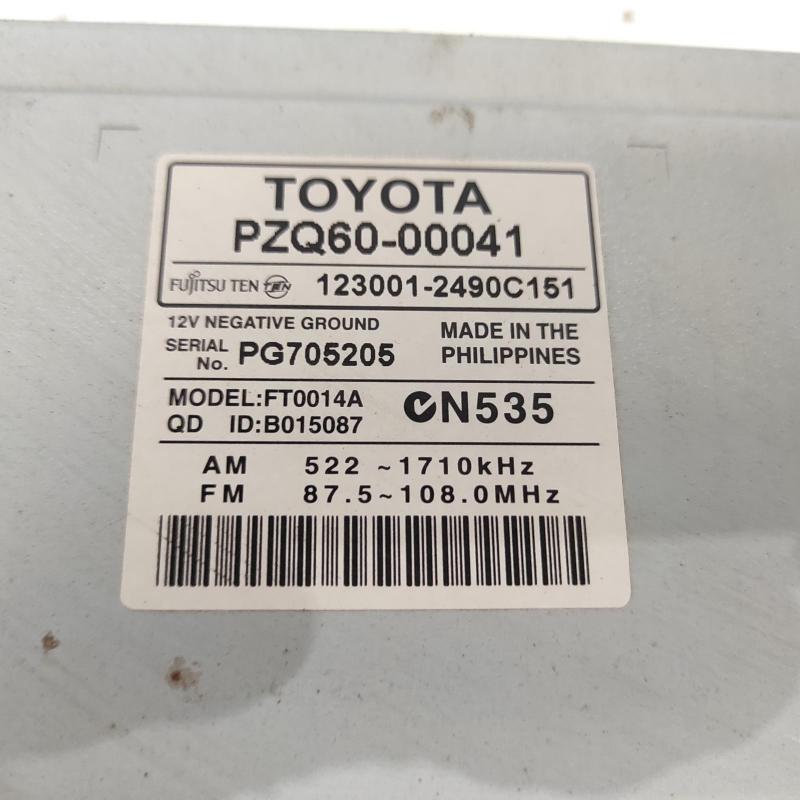 TOYOTA
PZQ60-00041
FUJITSU TEN TEN 123001-2490C151
12V NEGATIVE GROUND
SERIAL No. PG705205
MADE IN THE PHILIPPINES
MODEL:FT0014A
QD ID:B015087
N535
AM 522 ~1710kHz
FM 87.5~108.0MHz